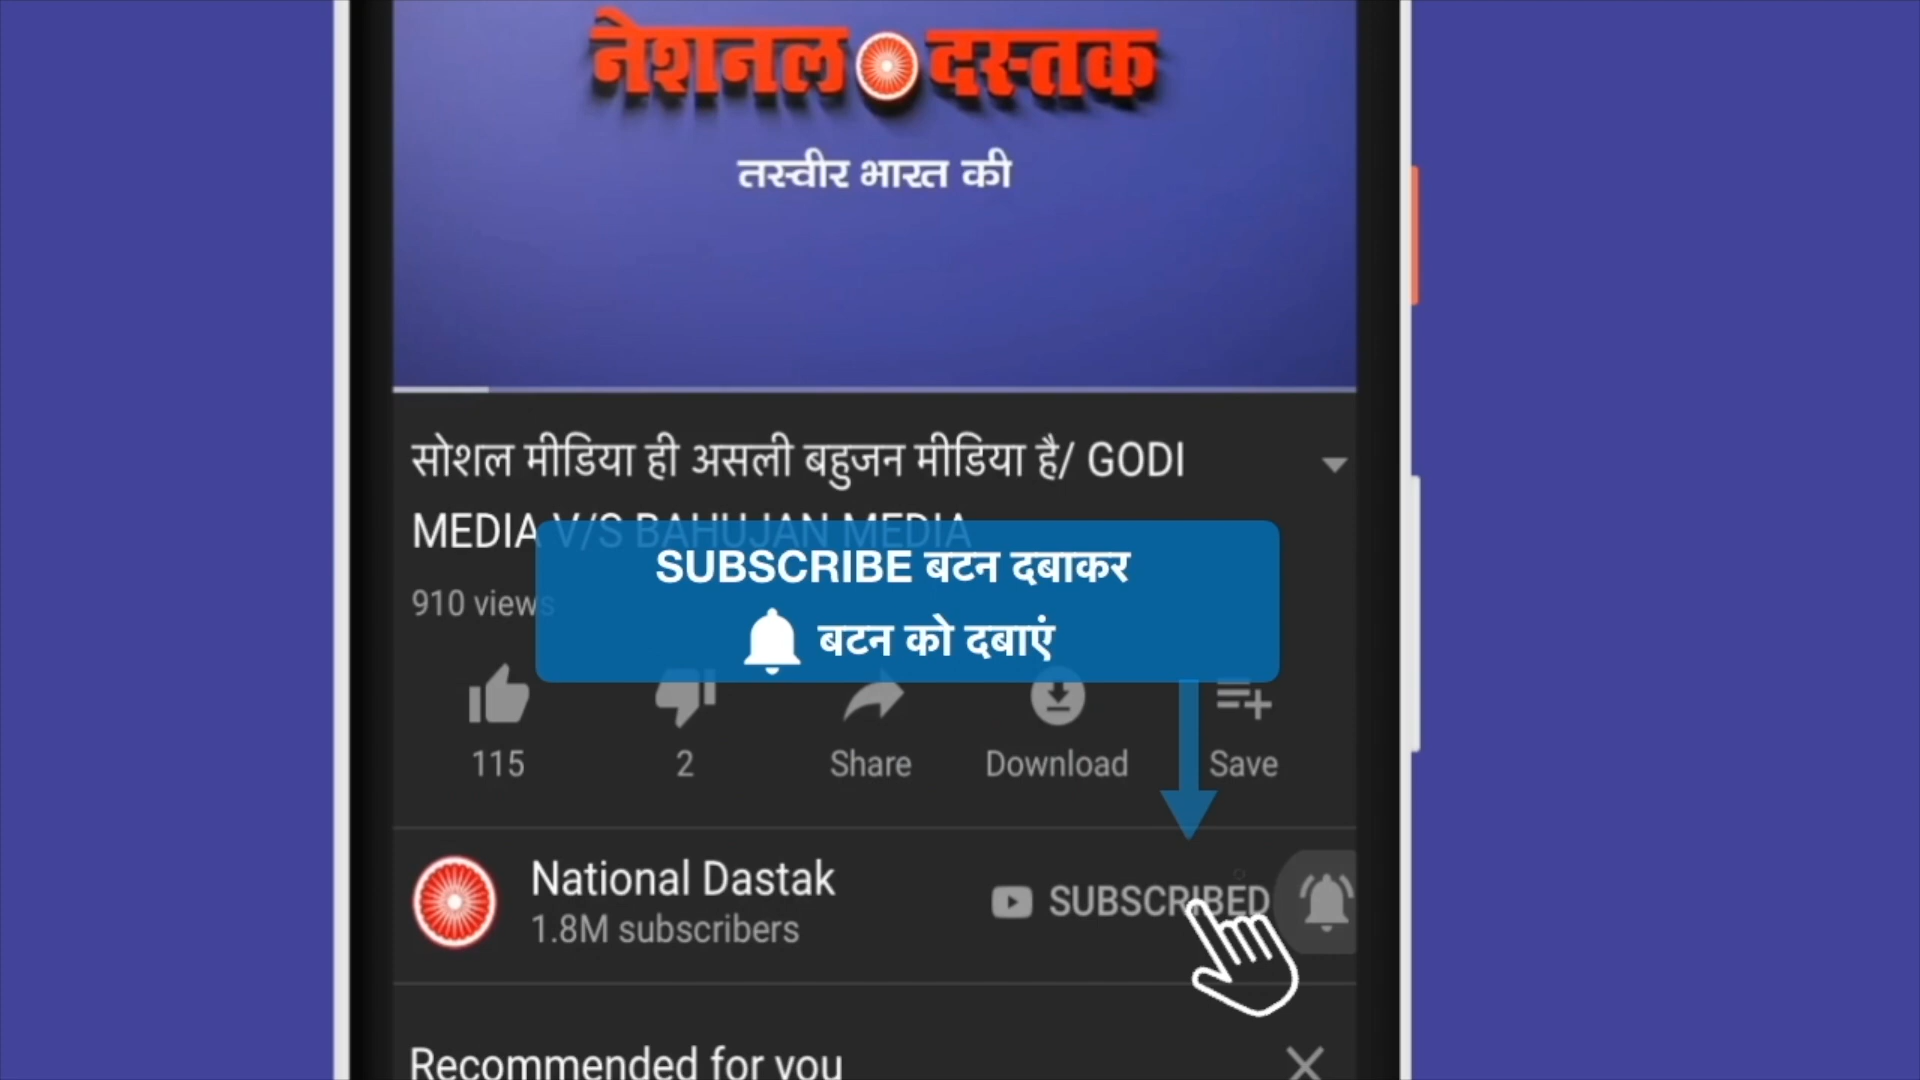 नेशनल दस्तक
तस्वीर भारत की
सोशल मीडिया ही असली बहुजन मीडिया है/ GODI
MEDIA V/S BAHUJAN MEDIA
910 views
SUBSCRIBE बटन दबाकर
बटन को दबाएं
115
2
Share
Download
Save
National Dastak
1.8M subscribers
SUBSCRIBED
Recommended for you